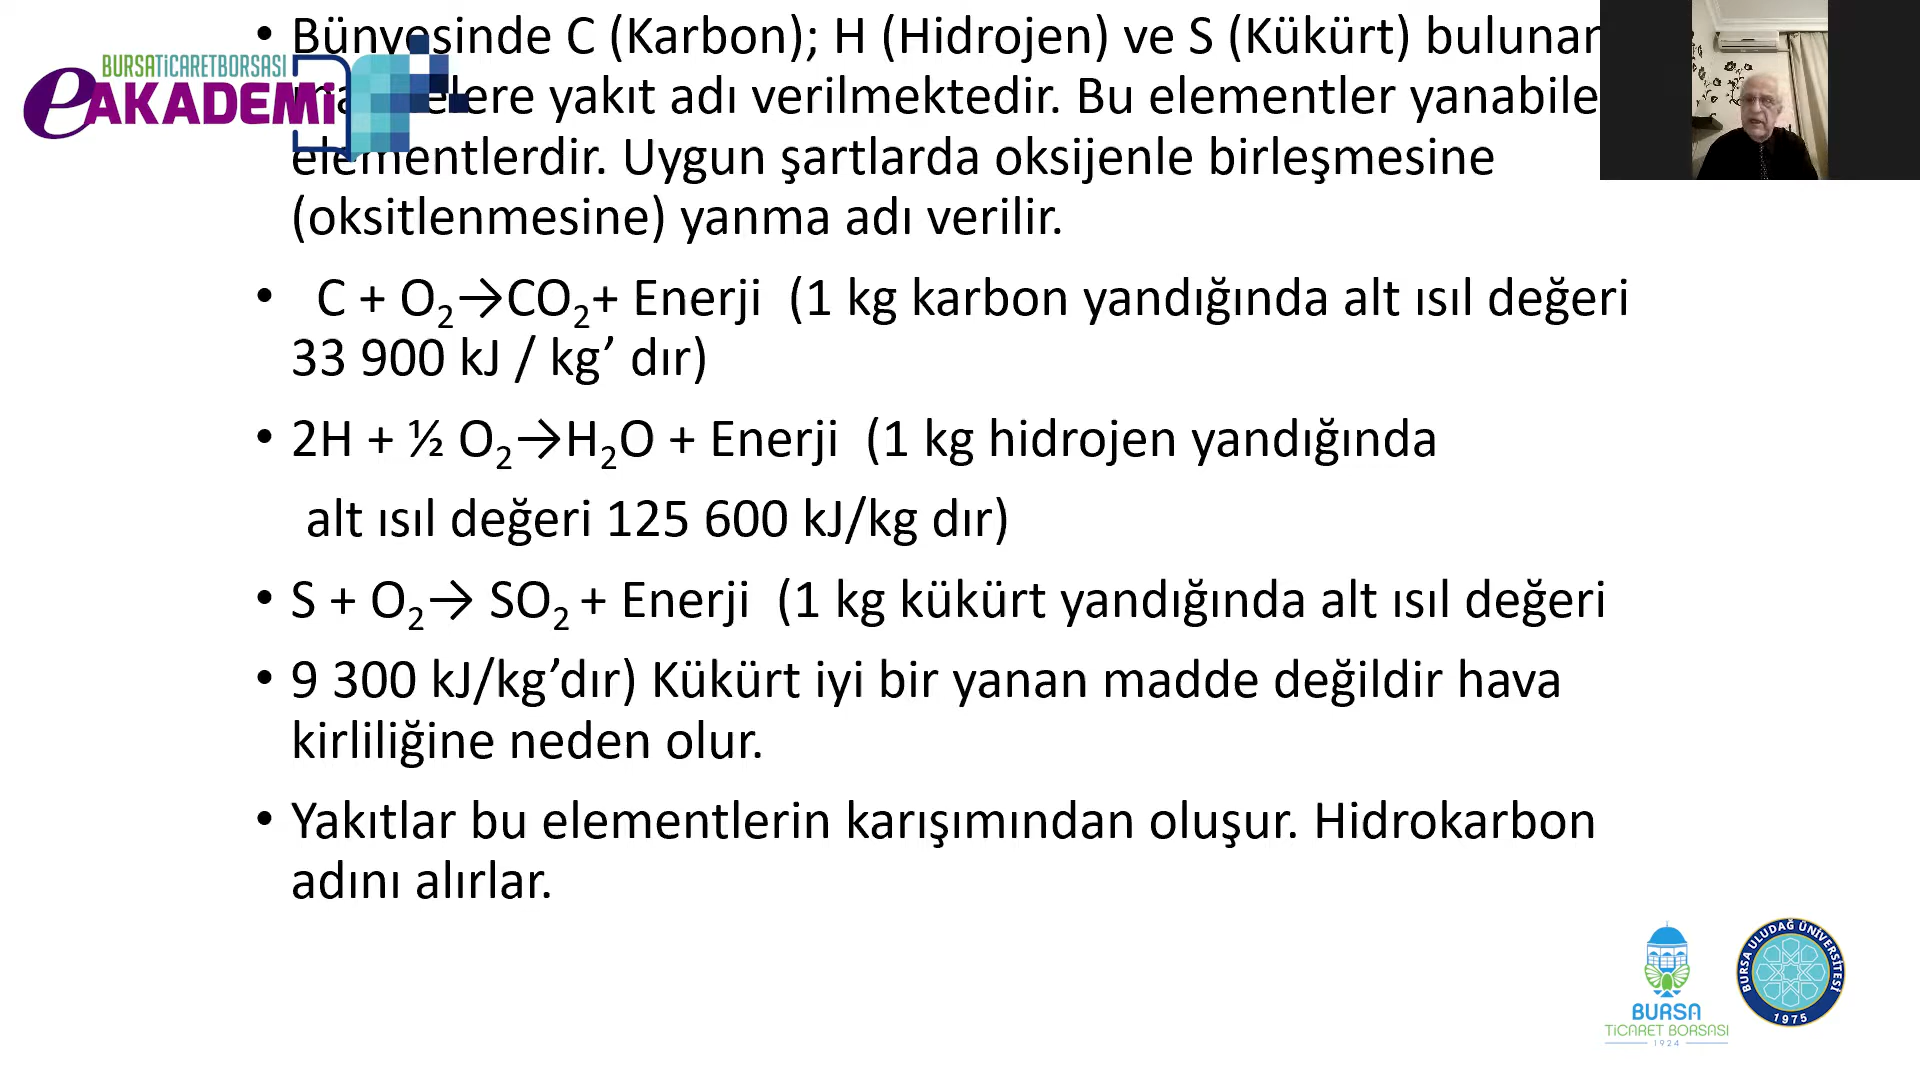 • Bünyesinde C (Karbon); H (Hidrojen) ve S (Kükürt) bulunan
yakıt adı verilmektedir. Bu elementler yanabile
elementlerdir. Uygun şartlarda oksijenle birleşmesine
(oksitlenmesine) yanma adı verilir.
• C + O₂→CO₂+ Enerji (1 kg karbon yandığında alt ısıl değeri
33 900 kJ / kg’ dır)
• 2H + ½ O₂→H₂O + Enerji (1 kg hidrojen yandığında
alt ısıl değeri 125 600 kJ/kg dır)
• S + O₂→ SO₂ + Enerji (1 kg kükürt yandığında alt ısıl değeri
• 9 300 kJ/kg’dır) Kükürt iyi bir yanan madde değildir hava
kirliliğine neden olur.
• Yakıtlar bu elementlerin karışımından oluşur. Hidrokarbon
adını alırlar.
BURSATİCARETBORSASI
eAKADEMİ
BURSA
TİCARET BORSASI
1924
BURSA ULUDAĞ ÜNİVERSİTESİ
1975